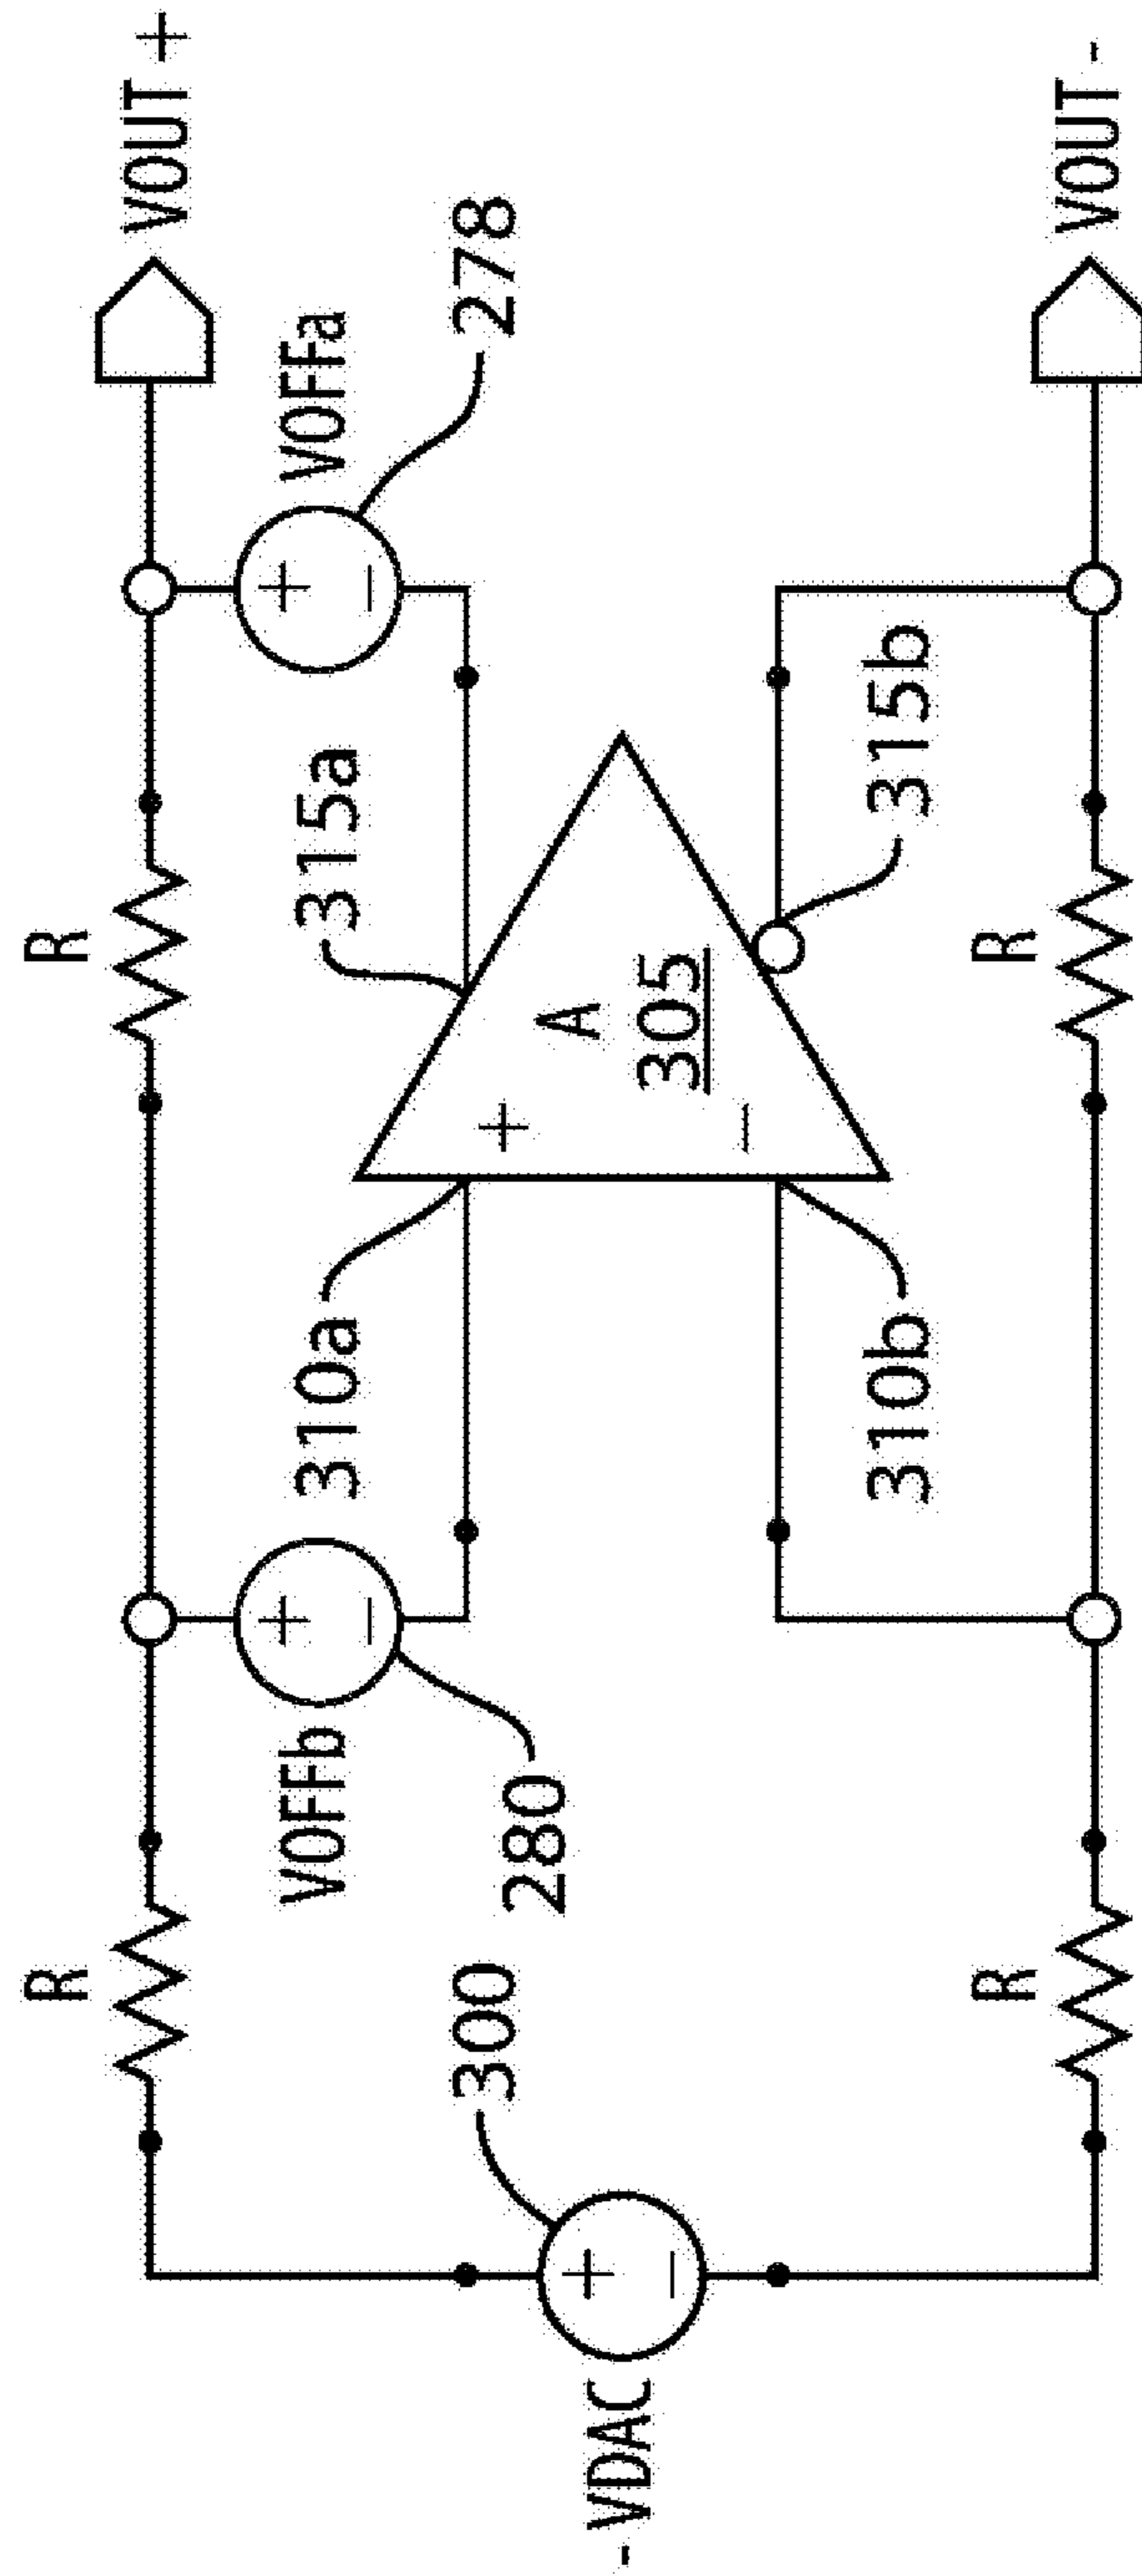 R
R
VOUT +
VOFFb
VOFFa
280
278
310a
315a
300
- VDAC
+
-
+
-
+
-
+
-
A
305
310b
315b
R
R
VOUT -